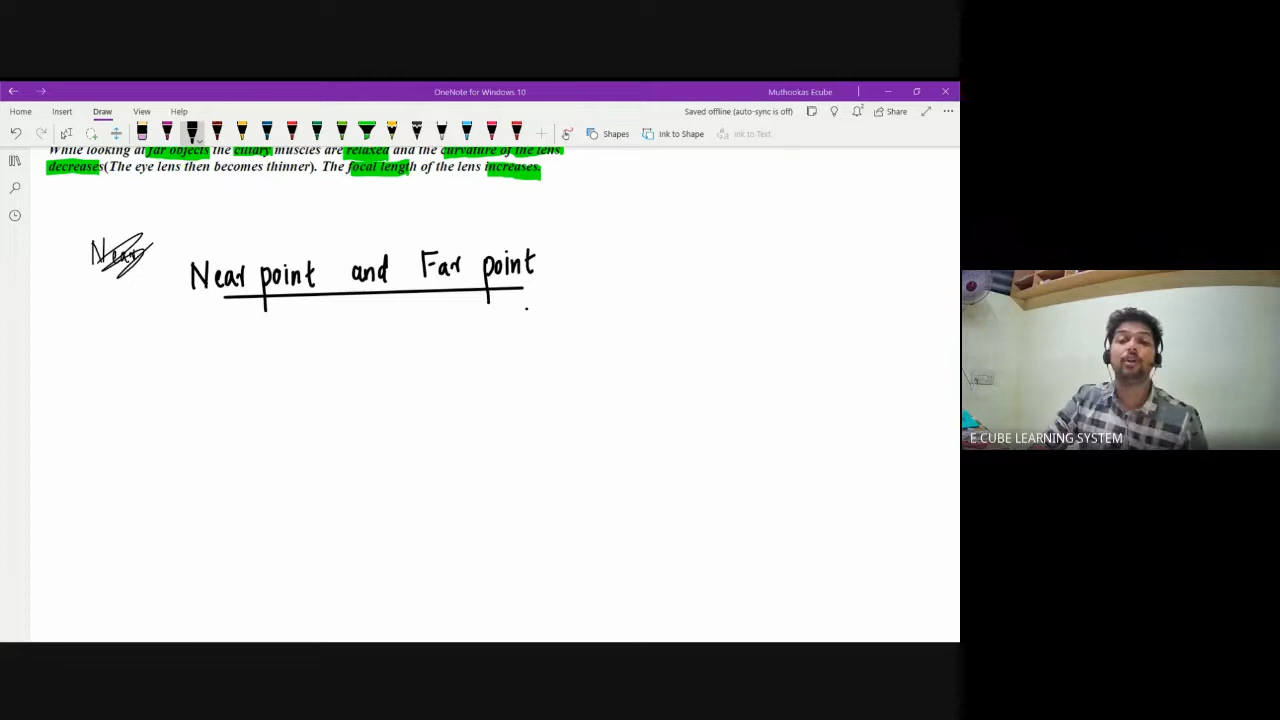 OneNote for Windows 10
Muthookas Ecube
Home Insert Draw View Help
Saved offline (auto-sync is off)
Share
Shapes
Ink to Shape
Ink to Text
While looking at far objects the ciliary muscles are relaxed and the curvature of the lens
decreases(The eye lens then becomes thinner). The focal length of the lens increases.
Near point and Far point
E CUBE LEARNING SYSTEM